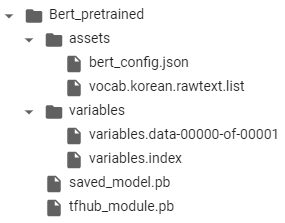 Bert_pretrained
assets
bert_config.json
vocab.korean.rawtext.list
variables
variables.data-00000-of-00001
variables.index
saved_model.pb
tfhub_module.pb